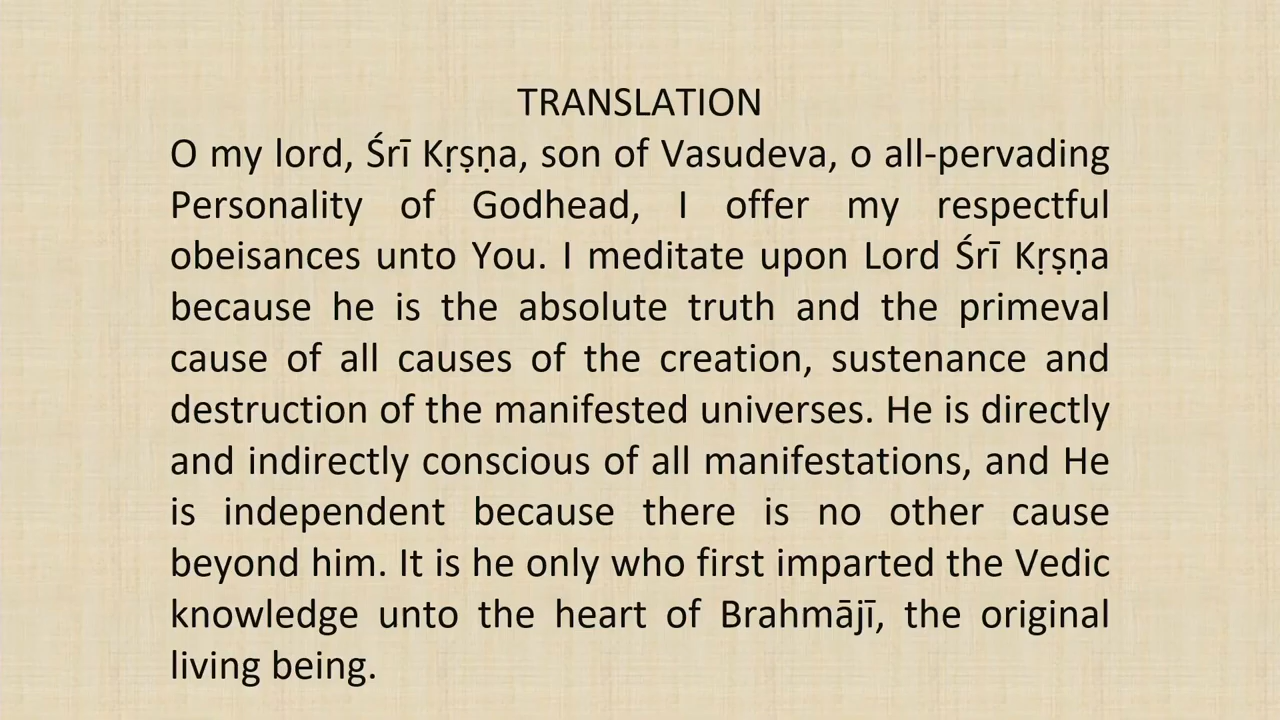 TRANSLATION
O my lord, Śrī Kṛṣṇa, son of Vasudeva, o all-pervading
Personality of Godhead, I offer my respectful
obeisances unto You. I meditate upon Lord Śrī Kṛṣṇa
because he is the absolute truth and the primeval
cause of all causes of the creation, sustenance and
destruction of the manifested universes. He is directly
and indirectly conscious of all manifestations, and He
is independent because there is no other cause
beyond him. It is he only who first imparted the Vedic
knowledge unto the heart of Brahmājī, the original
living being.